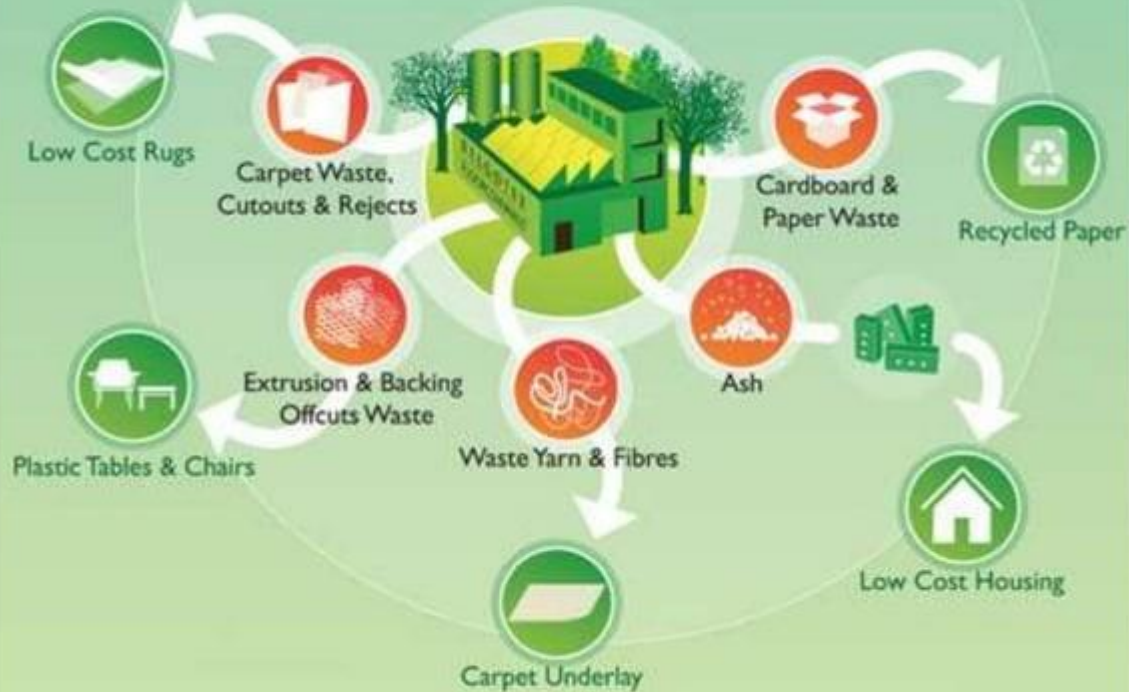 Low Cost Rugs
Carpet Waste,
Cutouts & Rejects
Cardboard &
Paper Waste
Recycled Paper
Extrusion & Backing
Offcuts Waste
Ash
Plastic Tables & Chairs
Waste Yarn & Fibres
Low Cost Housing
Carpet Underlay